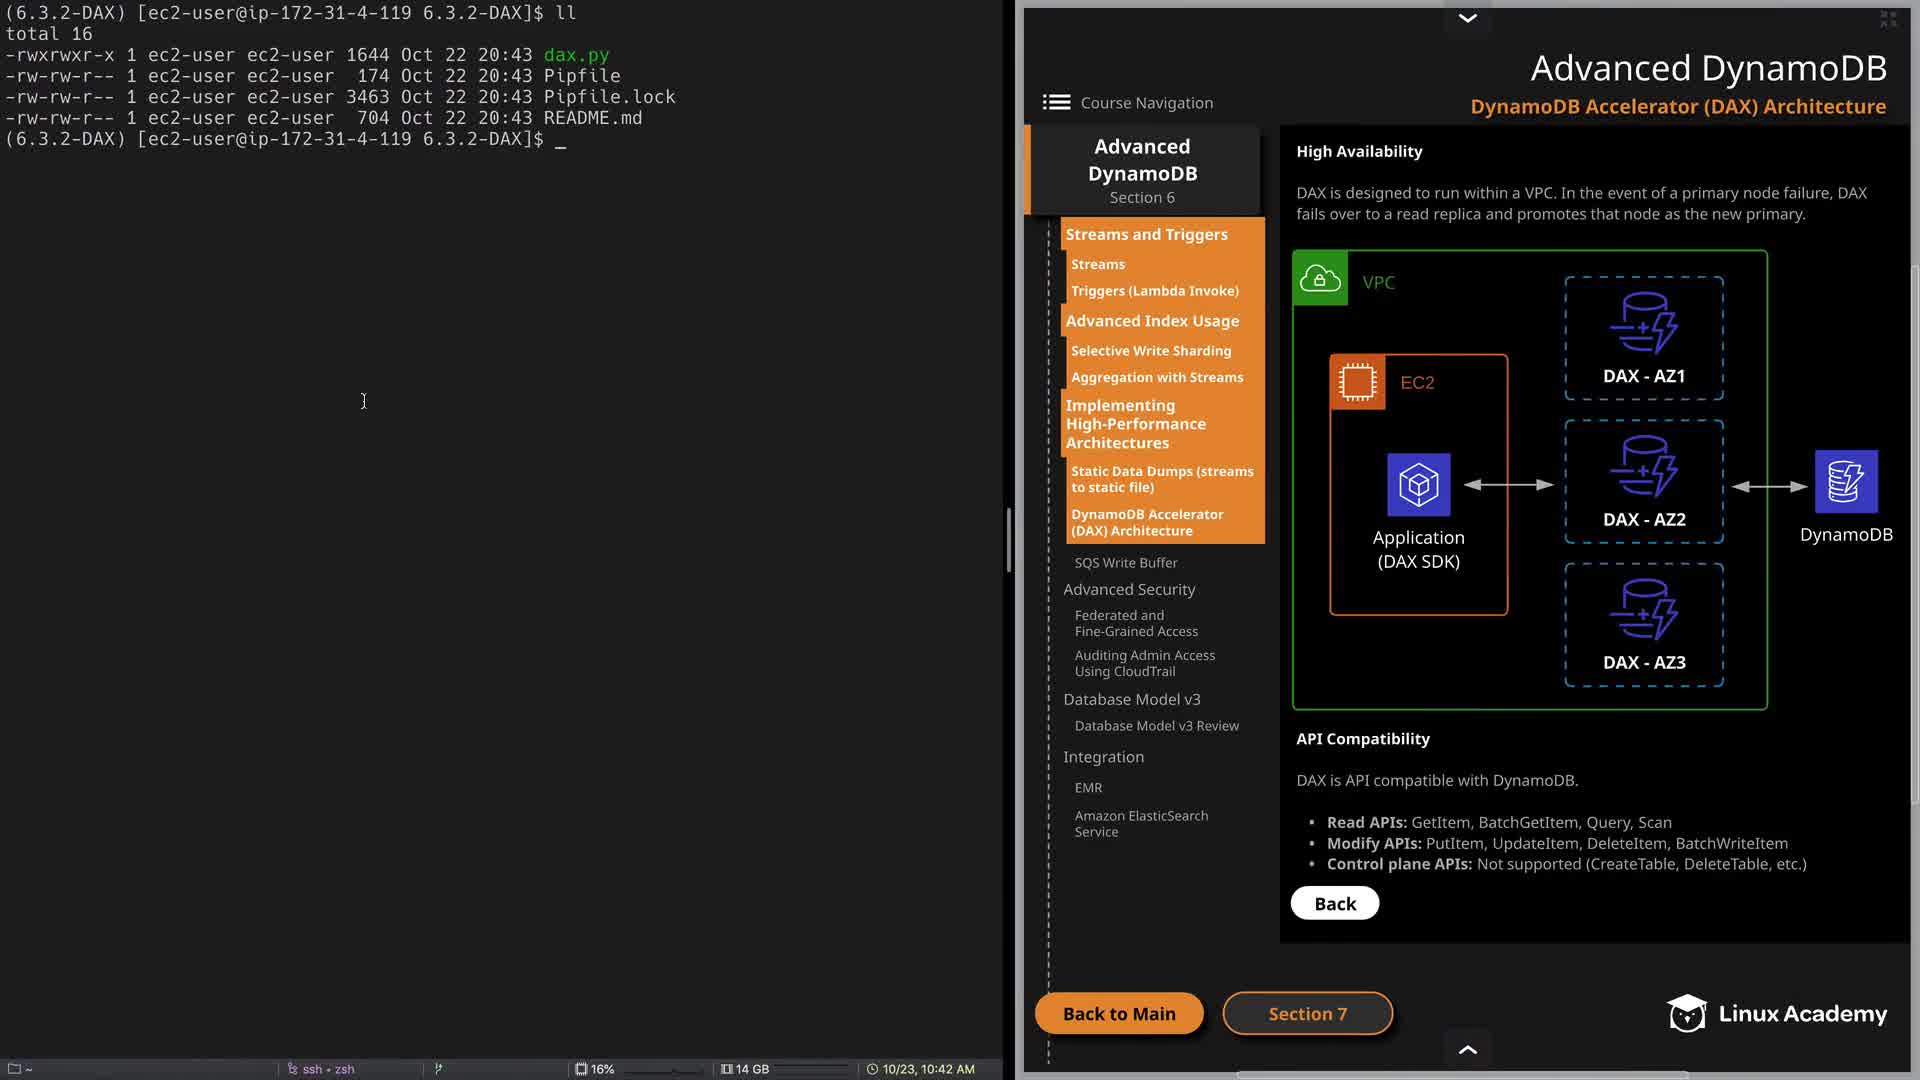 (6.3.2-DAX) [ec2-user@ip-172-31-4-119 6.3.2-DAX]$ ll
total 16
-rwxrwxr-x 1 ec2-user ec2-user 1644 Oct 22 20:43 dax.py
-rw-rw-r-- 1 ec2-user ec2-user  174 Oct 22 20:43 Pipfile
-rw-rw-r-- 1 ec2-user ec2-user 3463 Oct 22 20:43 Pipfile.lock
-rw-rw-r-- 1 ec2-user ec2-user  704 Oct 22 20:43 README.md
(6.3.2-DAX) [ec2-user@ip-172-31-4-119 6.3.2-DAX]$ _
~
ssh • zsh
16%
14 GB
10/23, 10:42 AM
Advanced DynamoDB
DynamoDB Accelerator (DAX) Architecture
Course Navigation
Advanced
DynamoDB
Section 6
Streams and Triggers
Streams
Triggers (Lambda Invoke)
Advanced Index Usage
Selective Write Sharding
Aggregation with Streams
Implementing
High-Performance
Architectures
Static Data Dumps (streams
to static file)
DynamoDB Accelerator
(DAX) Architecture
SQS Write Buffer
Advanced Security
Federated and
Fine-Grained Access
Auditing Admin Access
Using CloudTrail
Database Model v3
Database Model v3 Review
Integration
EMR
Amazon ElasticSearch
Service
High Availability
DAX is designed to run within a VPC. In the event of a primary node failure, DAX
fails over to a read replica and promotes that node as the new primary.
VPC
EC2
Application
(DAX SDK)
DAX - AZ1
DAX - AZ2
DAX - AZ3
DynamoDB
API Compatibility
DAX is API compatible with DynamoDB.
• Read APIs: GetItem, BatchGetItem, Query, Scan
• Modify APIs: PutItem, UpdateItem, DeleteItem, BatchWriteItem
• Control plane APIs: Not supported (CreateTable, DeleteTable, etc.)
Back
Back to Main
Section 7
Linux Academy